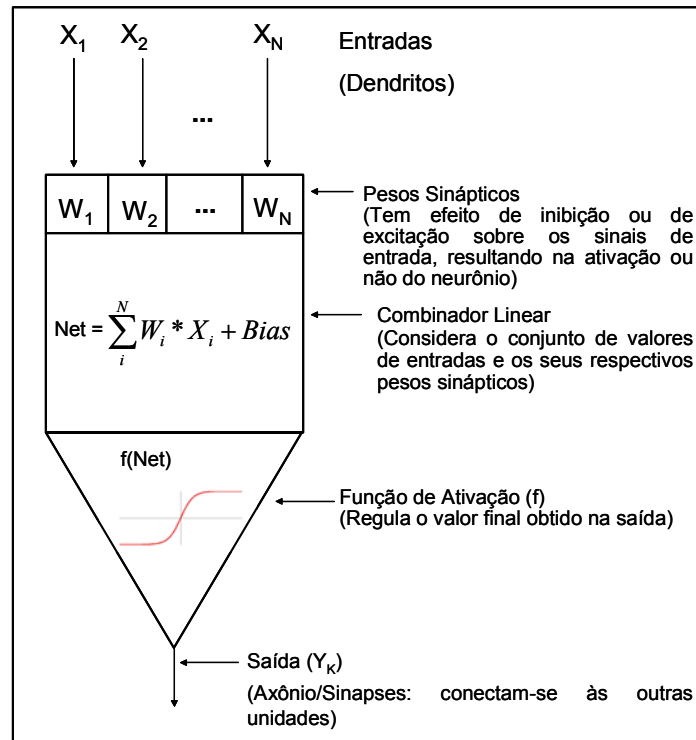 X1 X2 XN
Entradas
(Dendritos)
...
W1 W2 ... WN
Pesos Sinápticos
(Tem efeito de inibição ou de
excitação sobre os sinais de
entrada, resultando na ativação ou
não do neurônio)
Net = ∑ i N Wi * Xi + Bias
Combinador Linear
(Considera o conjunto de valores
de entradas e os seus respectivos
pesos sinápticos)
f(Net)
Função de Ativação (f)
(Regula o valor final obtido na saída)
Saída (YK)
(Axônio/Sinapses: conectam-se às outras
unidades)